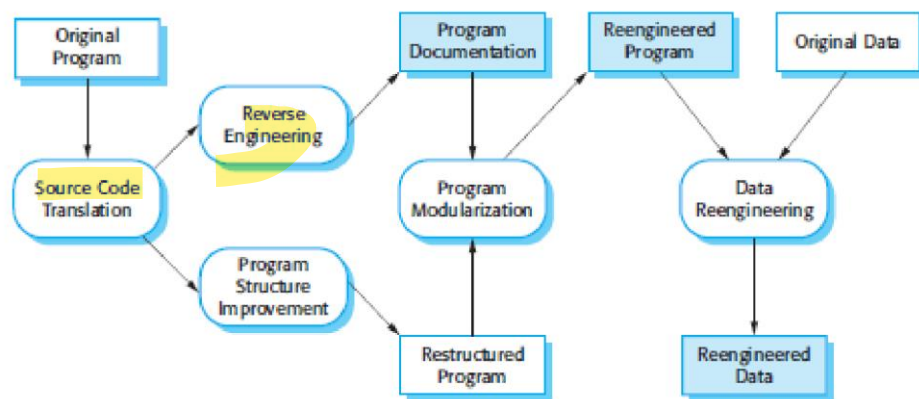 Original
Program
Program
Documentation
Reengineered
Program
Original Data
Reverse
Engineering
Source Code
Translation
Program
Modularization
Data
Reengineering
Program
Structure
Improvement
Restructured
Program
Reengineered
Data